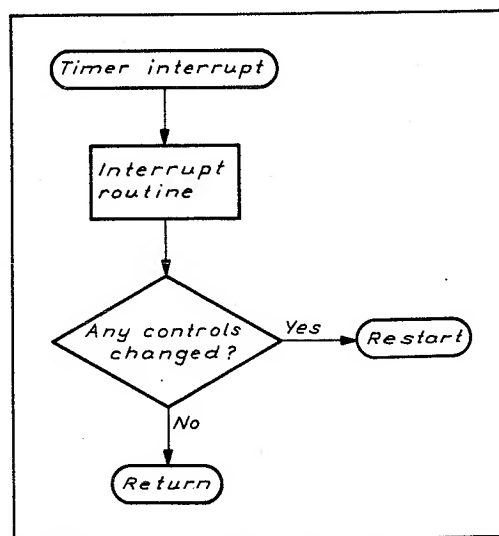 Timer interrupt
Interrupt
routine
Any controls
changed?
Yes
Restart
No
Return